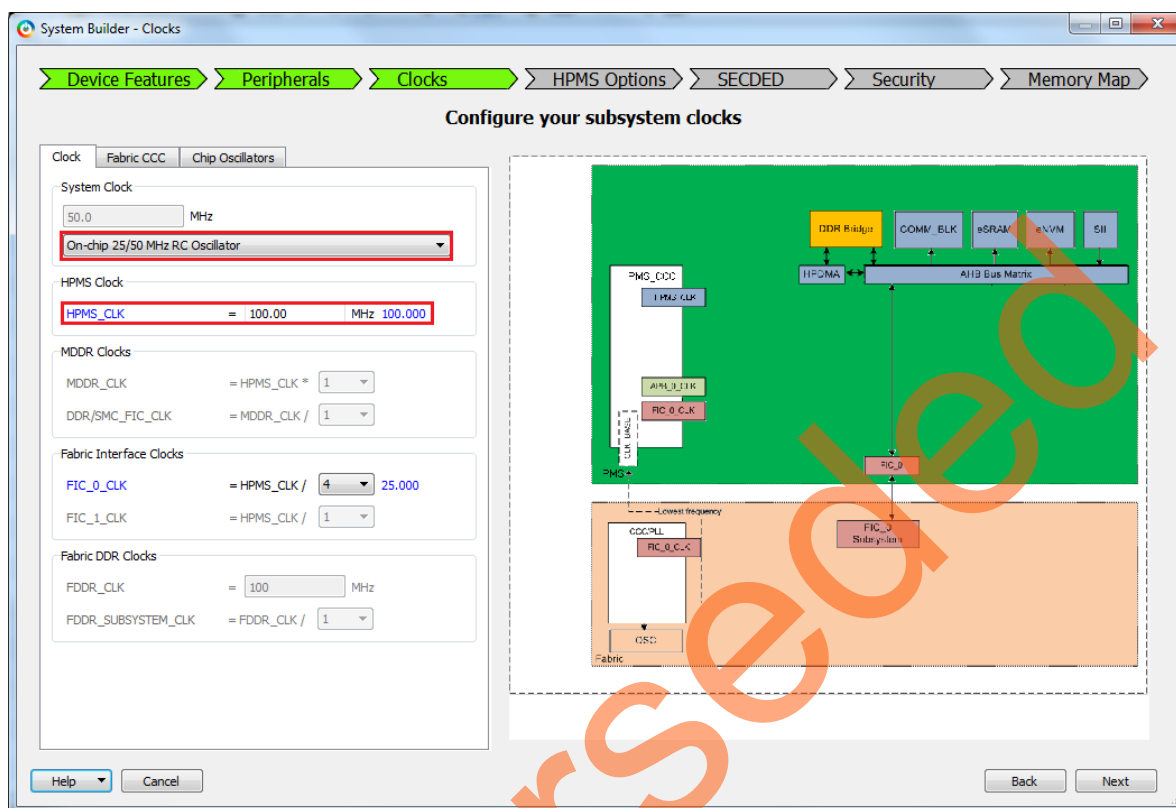 System Builder - Clocks
Device Features Peripherals Clocks HPMS Options SECDED Security Memory Map
Configure your subsystem clocks
Clock Fabric CCC Chip Oscillators
System Clock
50.0 MHz
On-chip 25/50 MHz RC Oscillator
HPMS Clock
HPMS_CLK = 100.00 MHz 100.000
MDDR Clocks
MDDR_CLK = HPMS_CLK * 1
DDR/SMC_FIC_CLK = MDDR_CLK / 1
Fabric Interface Clocks
FIC_0_CLK = HPMS_CLK / 4 25.000
FIC_1_CLK = HPMS_CLK / 1
Fabric DDR Clocks
FDDR_CLK = 100 MHz
FDDR_SUBSYSTEM_CLK = FDDR_CLK / 1
DDR Bridge COMM_BLK eSRAM eNVM SII
HPDMA AHB Bus Matrix
HPMS_CLK
APB_0_CLK
FIC_0_CLK
CLK_BASE
FIC_0
Lowest frequency
CCC/PLL
FIC_0_CLK
FIC_0
Subsystem
OSC
Fabric
Help Cancel Back Next
rseded